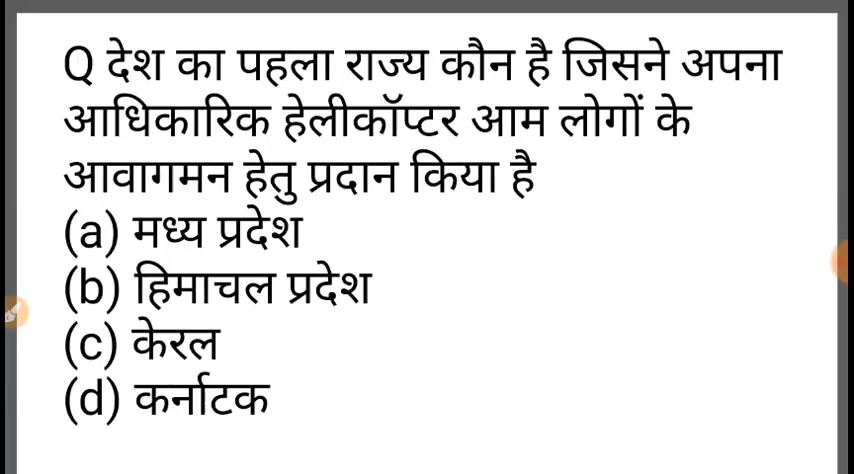 Q देश का पहला राज्य कौन है जिसने अपना
आधिकारिक हेलीकॉप्टर आम लोगों के
आवागमन हेतु प्रदान किया है
(a) मध्य प्रदेश
(b) हिमाचल प्रदेश
(c) केरल
(d) कर्नाटक